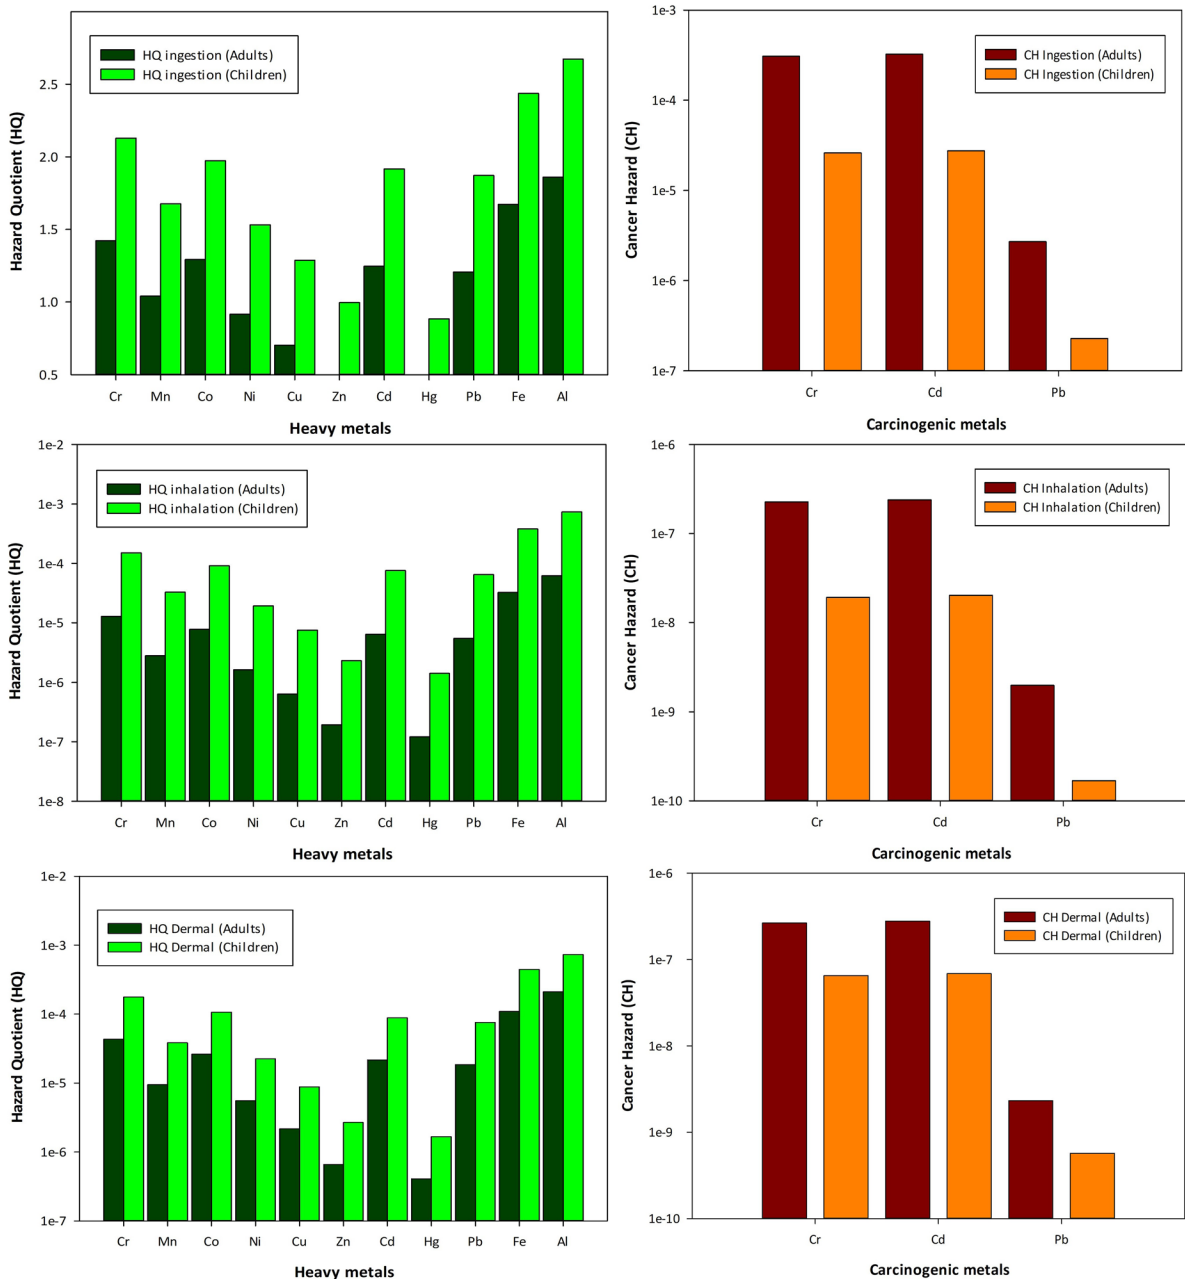 HQ ingestion (Adults)
HQ ingestion (Children)
Hazard Quotient (HQ)
2.5
2.0
1.5
1.0
0.5
Cr Mn Co Ni Cu Zn Cd Hg Pb Fe Al
Heavy metals
CH Ingestion (Adults)
CH Ingestion (Children)
Cancer Hazard (CH)
1e-3
1e-4
1e-5
1e-6
1e-7
Cr Cd Pb
Carcinogenic metals
HQ inhalation (Adults)
HQ inhalation (Children)
Hazard Quotient (HQ)
1e-2
1e-3
1e-4
1e-5
1e-6
1e-7
1e-8
Cr Mn Co Ni Cu Zn Cd Hg Pb Fe Al
Heavy metals
CH Inhalation (Adults)
CH Inhalation (Children)
Cancer Hazard (CH)
1e-6
1e-7
1e-8
1e-9
1e-10
Cr Cd Pb
Carcinogenic metals
HQ Dermal (Adults)
HQ Dermal (Children)
Hazard Quotient (HQ)
1e-2
1e-3
1e-4
1e-5
1e-6
1e-7
Cr Mn Co Ni Cu Zn Cd Hg Pb Fe Al
Heavy metals
CH Dermal (Adults)
CH Dermal (Children)
Cancer Hazard (CH)
1e-6
1e-7
1e-8
1e-9
1e-10
Cr Cd Pb
Carcinogenic metals